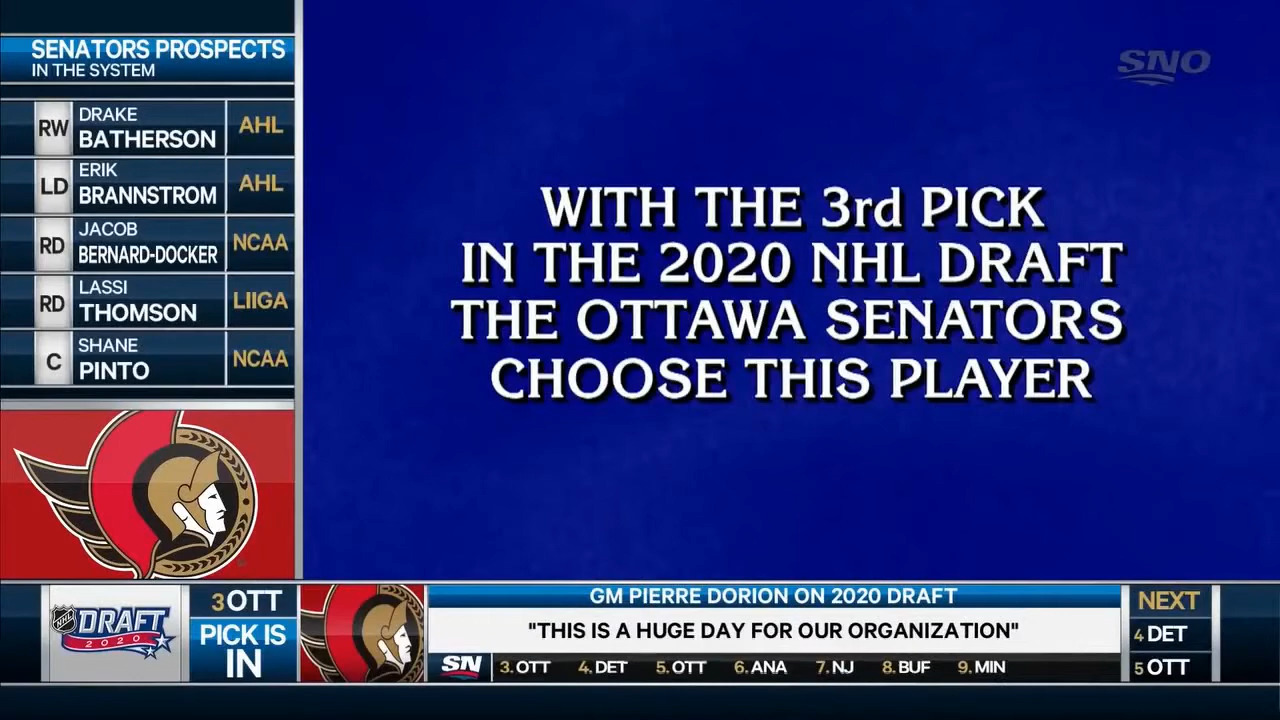 SENATORS PROSPECTS
IN THE SYSTEM
RW DRAKE BATHERSON AHL
LD ERIK BRANNSTROM AHL
RD JACOB BERNARD-DOCKER NCAA
RD LASSI THOMSON LIIGA
C SHANE PINTO NCAA
SNO
WITH THE 3rd PICK
IN THE 2020 NHL DRAFT
THE OTTAWA SENATORS
CHOOSE THIS PLAYER
NHL DRAFT
2020
3 OTT
PICK IS
IN
GM PIERRE DORION ON 2020 DRAFT
"THIS IS A HUGE DAY FOR OUR ORGANIZATION"
SN 3. OTT 4. DET 5. OTT 6. ANA 7. NJ 8. BUF 9. MIN
NEXT
4 DET
5 OTT